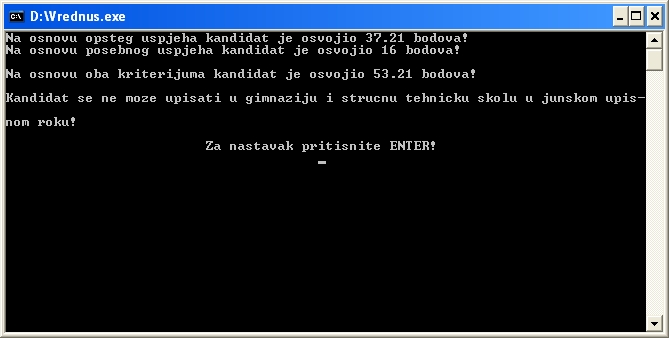 D:\Vrednus.exe
Na osnovu opsteg uspjeha kandidat je osvojio 37.21 bodova!
Na osnovu posebnog uspjeha kandidat je osvojio 16 bodova!
Na osnovu oba kriterijuma kandidat je osvojio 53.21 bodova!
Kandidat se ne moze upisati u gimnaziju i strucnu tehnicku skolu u junskom upis-
nom roku!
Za nastavak pritisnite ENTER!